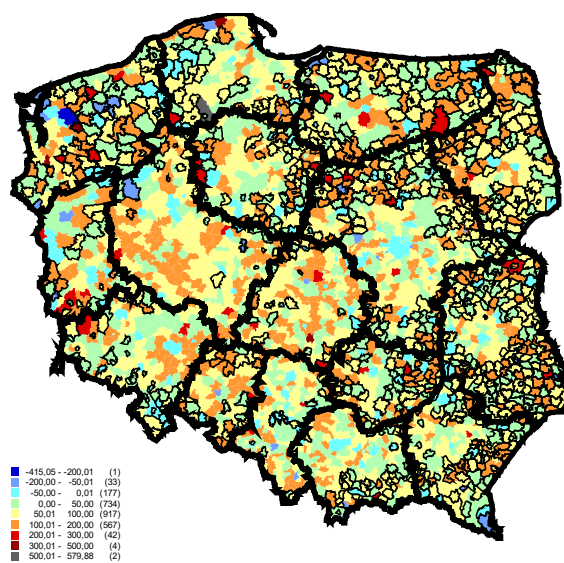 -415,05 - -200,01 (1)
-200,00 - -50,01 (33)
-50,00 - 0,01 (177)
0,00 - 50,00 (734)
50,01 100,00 (917)
100,01 - 200,00 (567)
200,01 - 300,00 (42)
300,01 - 500,00 (4)
500,01 - 579,88 (2)